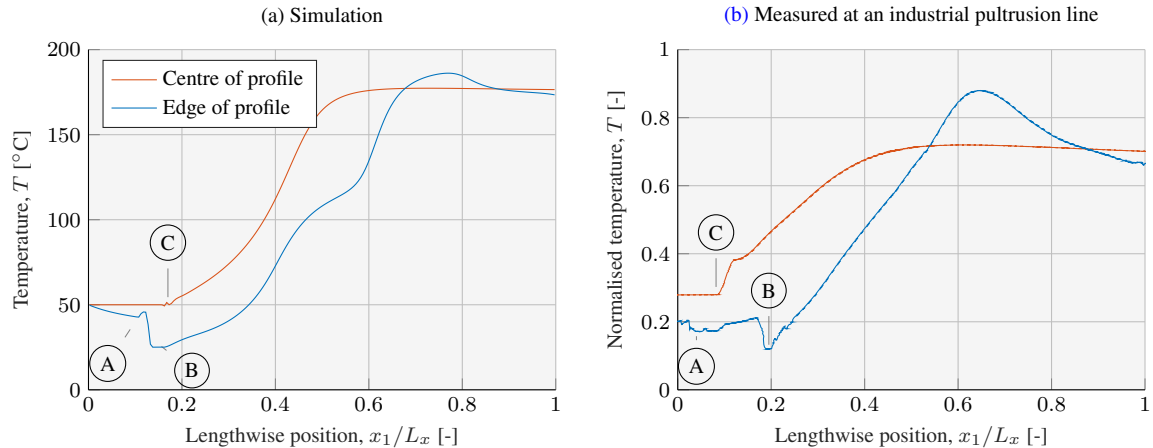 (a) Simulation
200
150
100
50
0
0
0.2
0.4
0.6
0.8
1
Temperature, T [°C]
Lengthwise position, x₁/Lₓ [-]
Centre of profile
Edge of profile
A
B
C
(b) Measured at an industrial pultrusion line
1
0.8
0.6
0.4
0.2
0
0
0.2
0.4
0.6
0.8
1
Normalised temperature, T [-]
Lengthwise position, x₁/Lₓ [-]
C
B
A